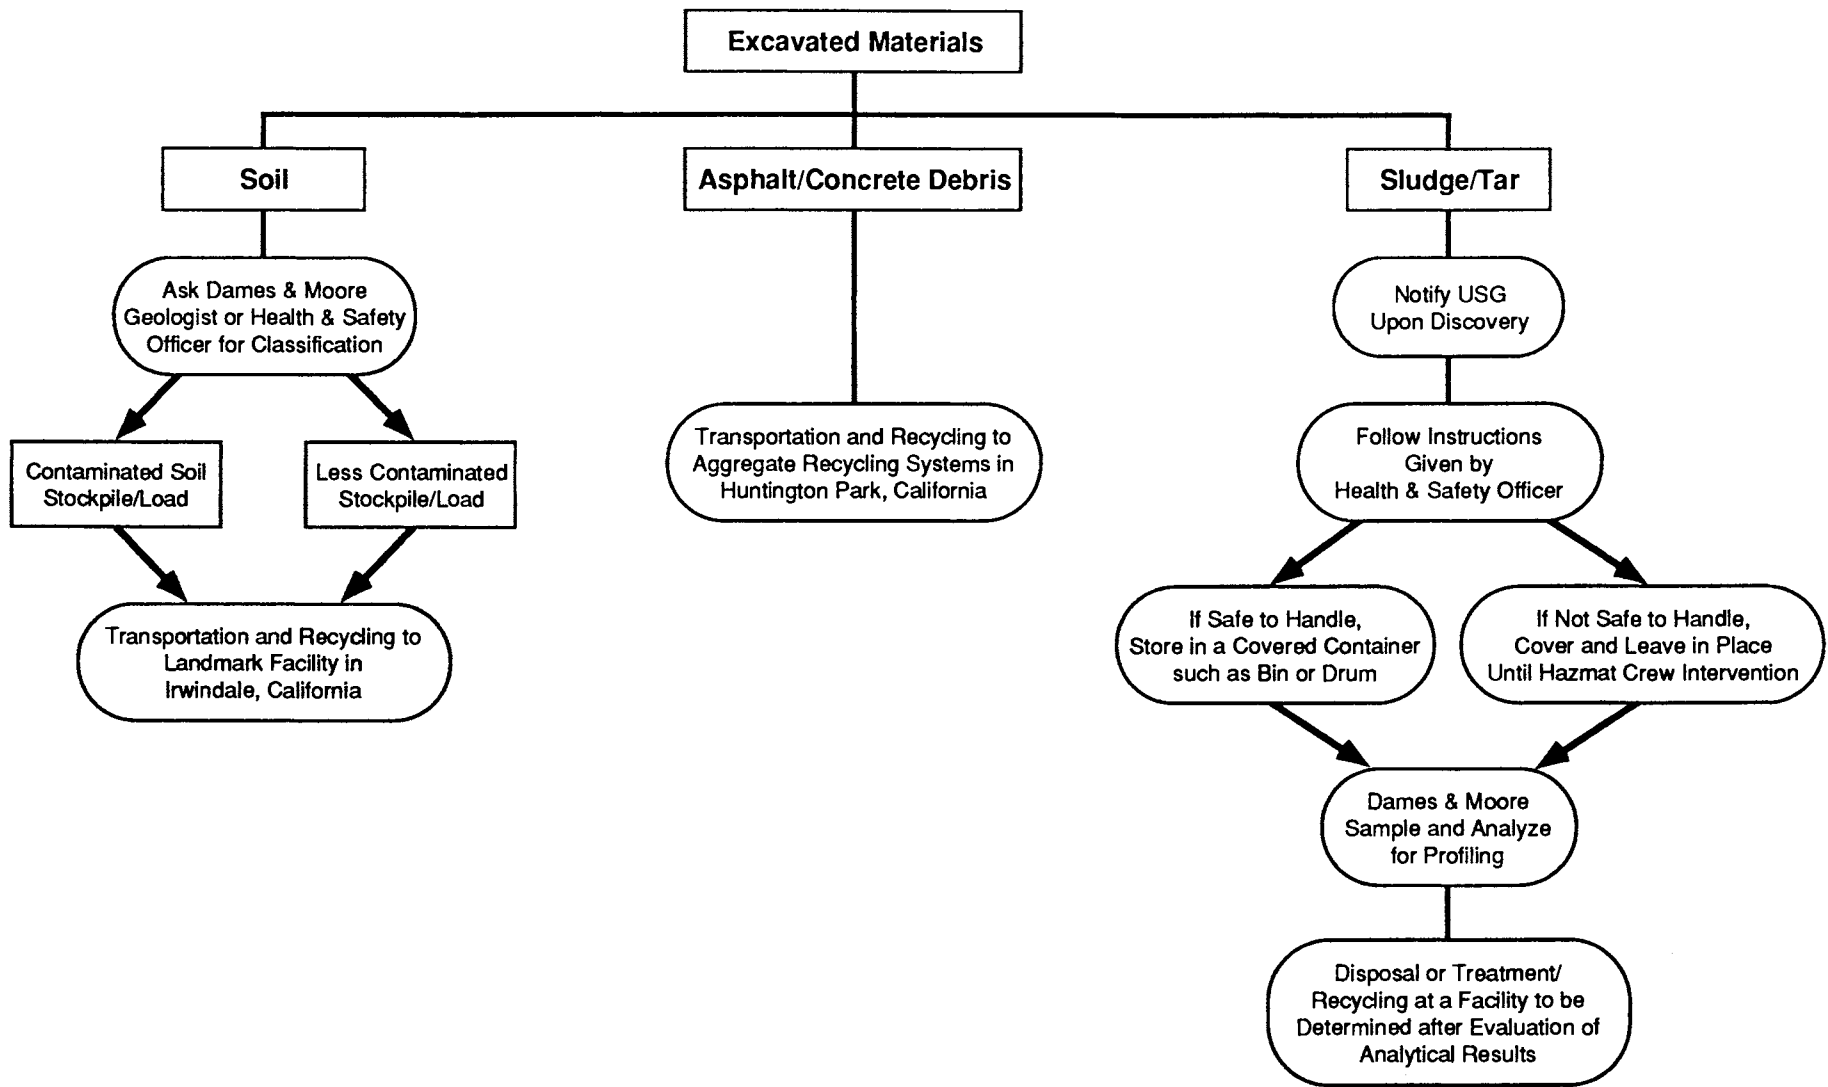 Excavated Materials
Soil
Asphalt/Concrete Debris
Sludge/Tar
Ask Dames & Moore
Geologist or Health & Safety
Officer for Classification
Notify USG
Upon Discovery
Contaminated Soil
Stockpile/Load
Less Contaminated
Stockpile/Load
Transportation and Recycling to
Aggregate Recycling Systems in
Huntington Park, California
Follow Instructions
Given by
Health & Safety Officer
Transportation and Recycling to
Landmark Facility in
Irwindale, California
If Safe to Handle,
Store in a Covered Container
such as Bin or Drum
If Not Safe to Handle,
Cover and Leave in Place
Until Hazmat Crew Intervention
Dames & Moore
Sample and Analyze
for Profiling
Disposal or Treatment/
Recycling at a Facility to be
Determined after Evaluation of
Analytical Results